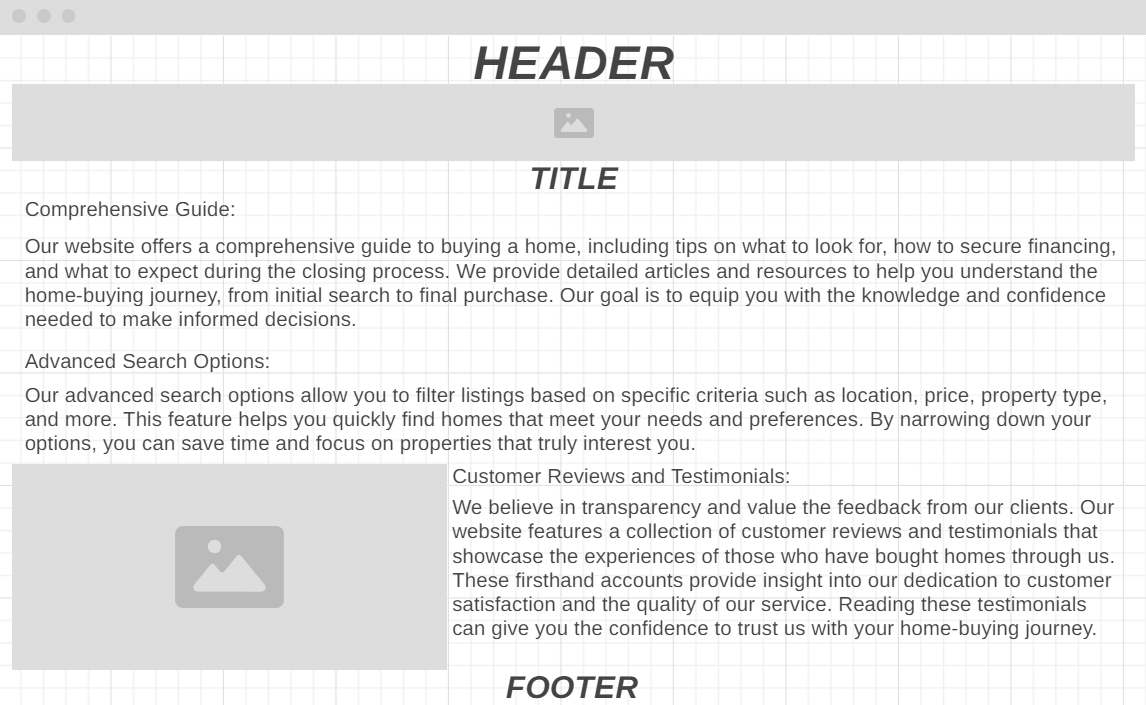 HEADER
TITLE
Comprehensive Guide:
Our website offers a comprehensive guide to buying a home, including tips on what to look for, how to secure financing,
and what to expect during the closing process. We provide detailed articles and resources to help you understand the
home-buying journey, from initial search to final purchase. Our goal is to equip you with the knowledge and confidence
needed to make informed decisions.
Advanced Search Options:
Our advanced search options allow you to filter listings based on specific criteria such as location, price, property type,
and more. This feature helps you quickly find homes that meet your needs and preferences. By narrowing down your
options, you can save time and focus on properties that truly interest you.
Customer Reviews and Testimonials:
We believe in transparency and value the feedback from our clients. Our
website features a collection of customer reviews and testimonials that
showcase the experiences of those who have bought homes through us.
These firsthand accounts provide insight into our dedication to customer
satisfaction and the quality of our service. Reading these testimonials
can give you the confidence to trust us with your home-buying journey.
FOOTER